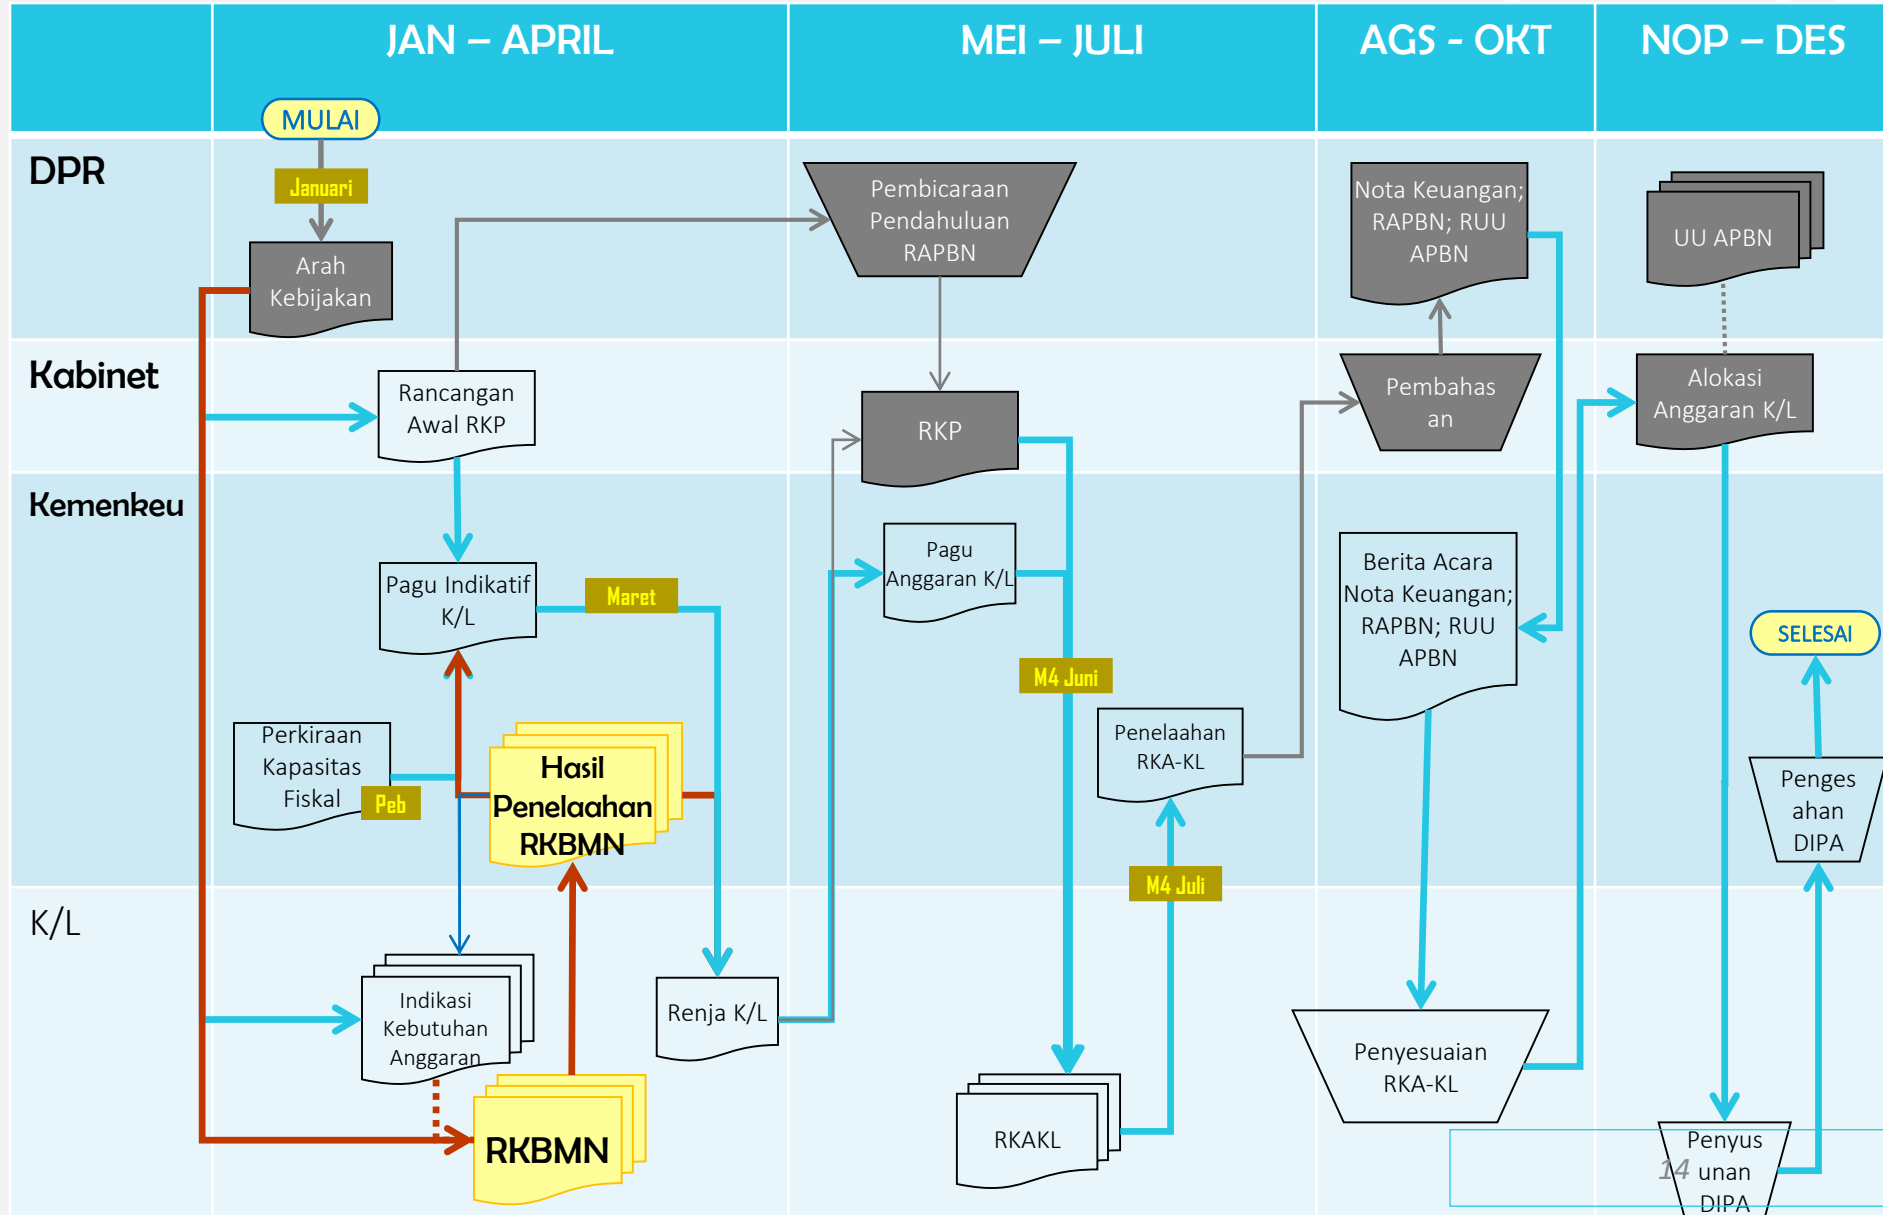 JAN – APRIL
MEI – JULI
AGS - OKT
NOP – DES
MULAI
DPR
Januari
Arah
Kebijakan
Pembicaraan
Pendahuluan
RAPBN
Nota Keuangan;
RAPBN; RUU
APBN
UU APBN
Kabinet
Rancangan
Awal RKP
RKP
Pembahas
an
Alokasi
Anggaran K/L
Kemenkeu
Pagu Indikatif
K/L
Maret
Pagu
Anggaran K/L
Berita Acara
Nota Keuangan;
RAPBN; RUU
APBN
SELESAI
M4 Juni
Perkiraan
Kapasitas
Fiskal
Peb
Hasil
Penelaahan
RKBMN
Penelaahan
RKA-KL
Penges
ahan
DIPA
M4 Juli
K/L
Indikasi
Kebutuhan
Anggaran
Renja K/L
RKBMN
RKAKL
Penyesuaian
RKA-KL
Penyus
unan
DIPA
14